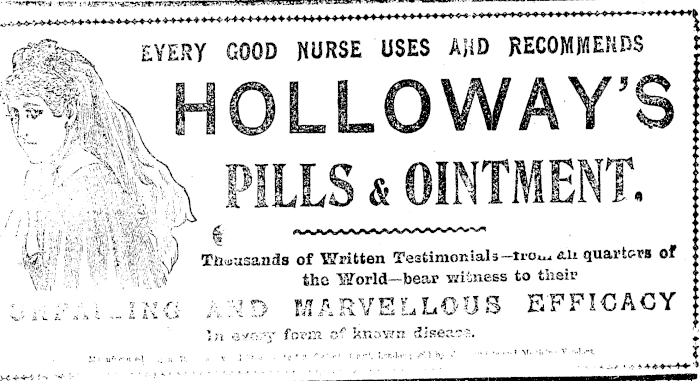 EVERY GOOD NURSE USES AND RECOMMENDS
HOLLOWAY'S
PILLS & OINTMENT.
Thousands of Written Testimonials—from all quarters of
the World—bear witness to their
UNFAILING AND MARVELLOUS EFFICACY
In every form of known disease.